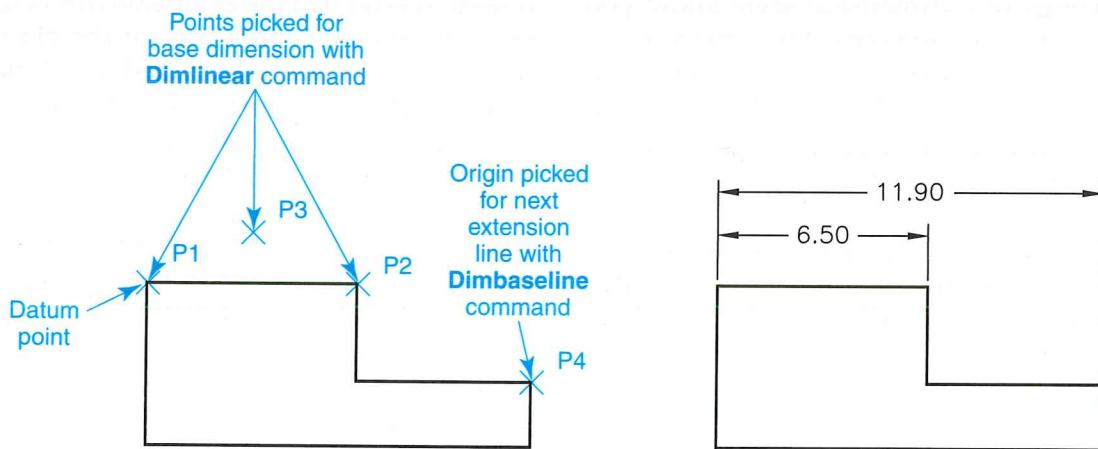 Points picked for
base dimension with
Dimlinear command
P3
P1
P2
Datum
point
Origin picked
for next
extension
line with
Dimbaseline
command
P4
11.90
6.50